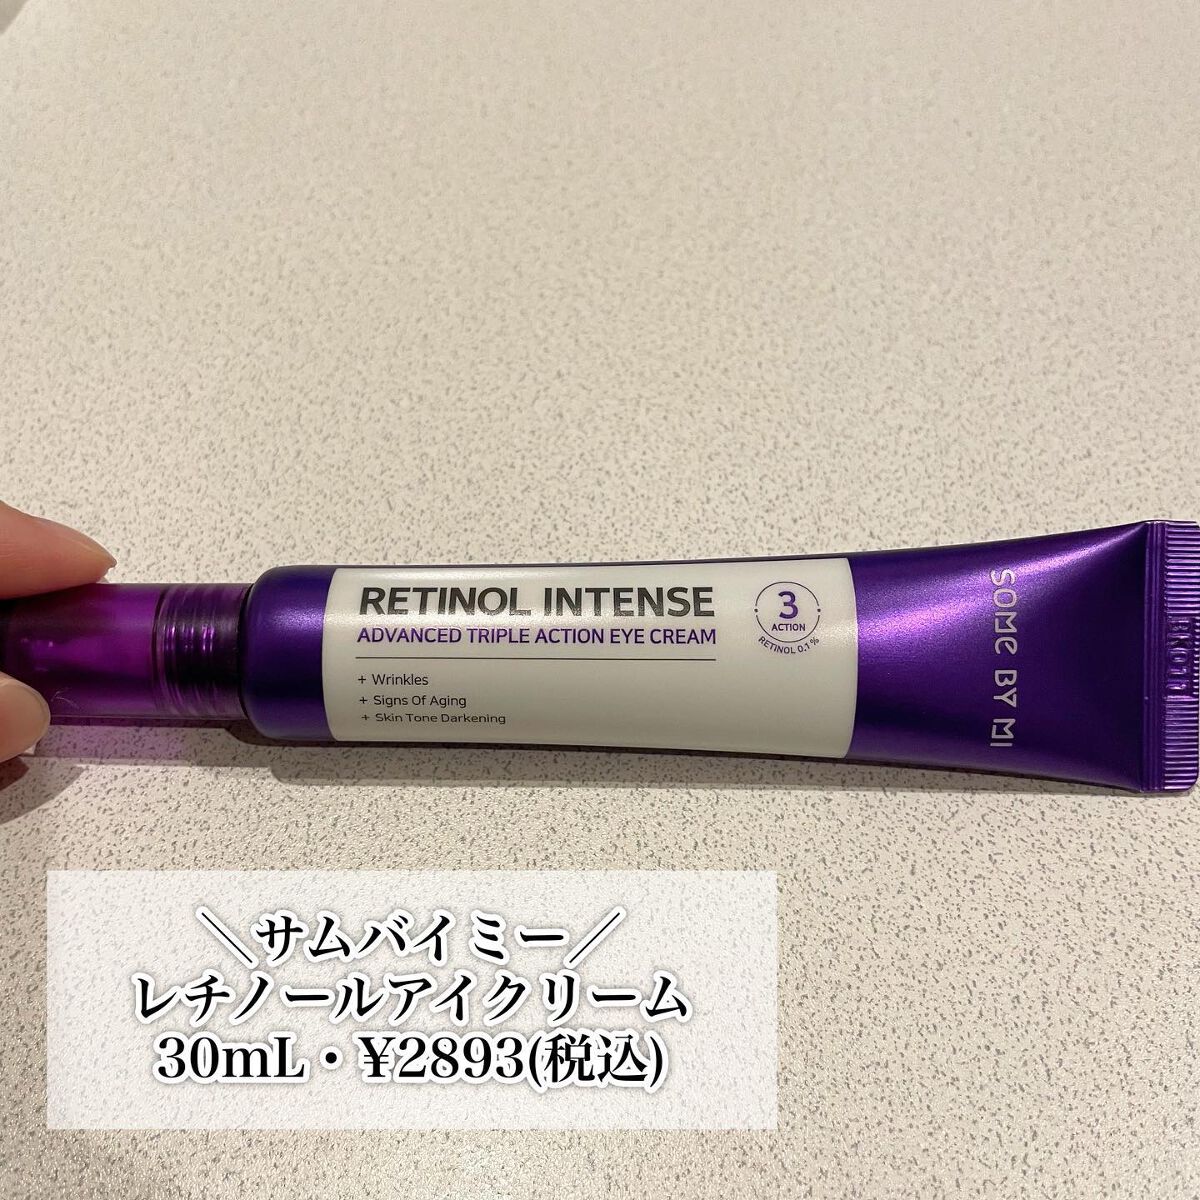 RETINOL INTENSE
ADVANCED TRIPLE ACTION EYE CREAM
+ Wrinkles
+ Signs Of Aging
+ Skin Tone Darkening
3
ACTION
RETINOL 0.1%
SOME BY MI
＼サムバイミー／
レチノールアイクリーム
30mL・¥2893(税込)